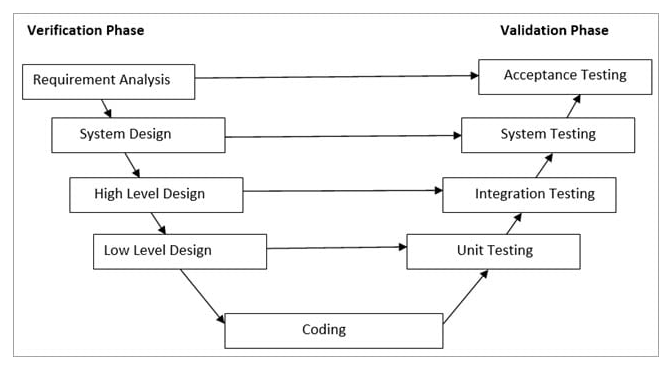 Verification Phase
Validation Phase
Requirement Analysis
Acceptance Testing
System Design
System Testing
High Level Design
Integration Testing
Low Level Design
Unit Testing
Coding